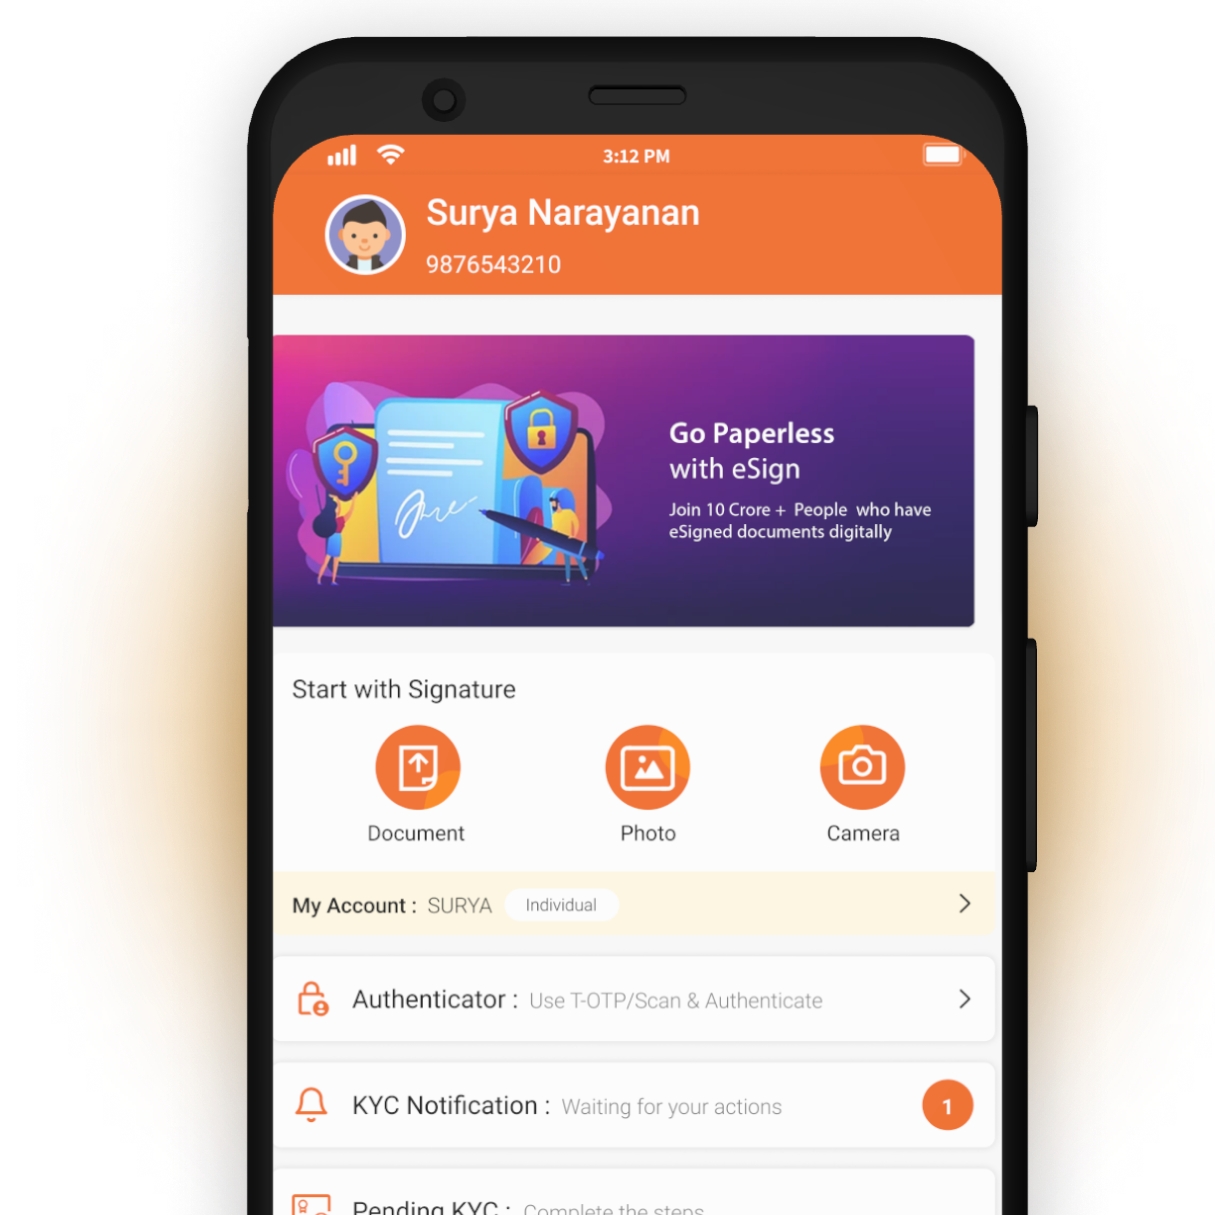 3:12 PM
Surya Narayanan
9876543210
Go Paperless
with eSign
Join 10 Crore + People who have
eSigned documents digitally
Start with Signature
Document Photo Camera
My Account : SURYA Individual
Authenticator : Use T-OTP/Scan & Authenticate
KYC Notification : Waiting for your actions 1
Pending KYC : Complete the steps